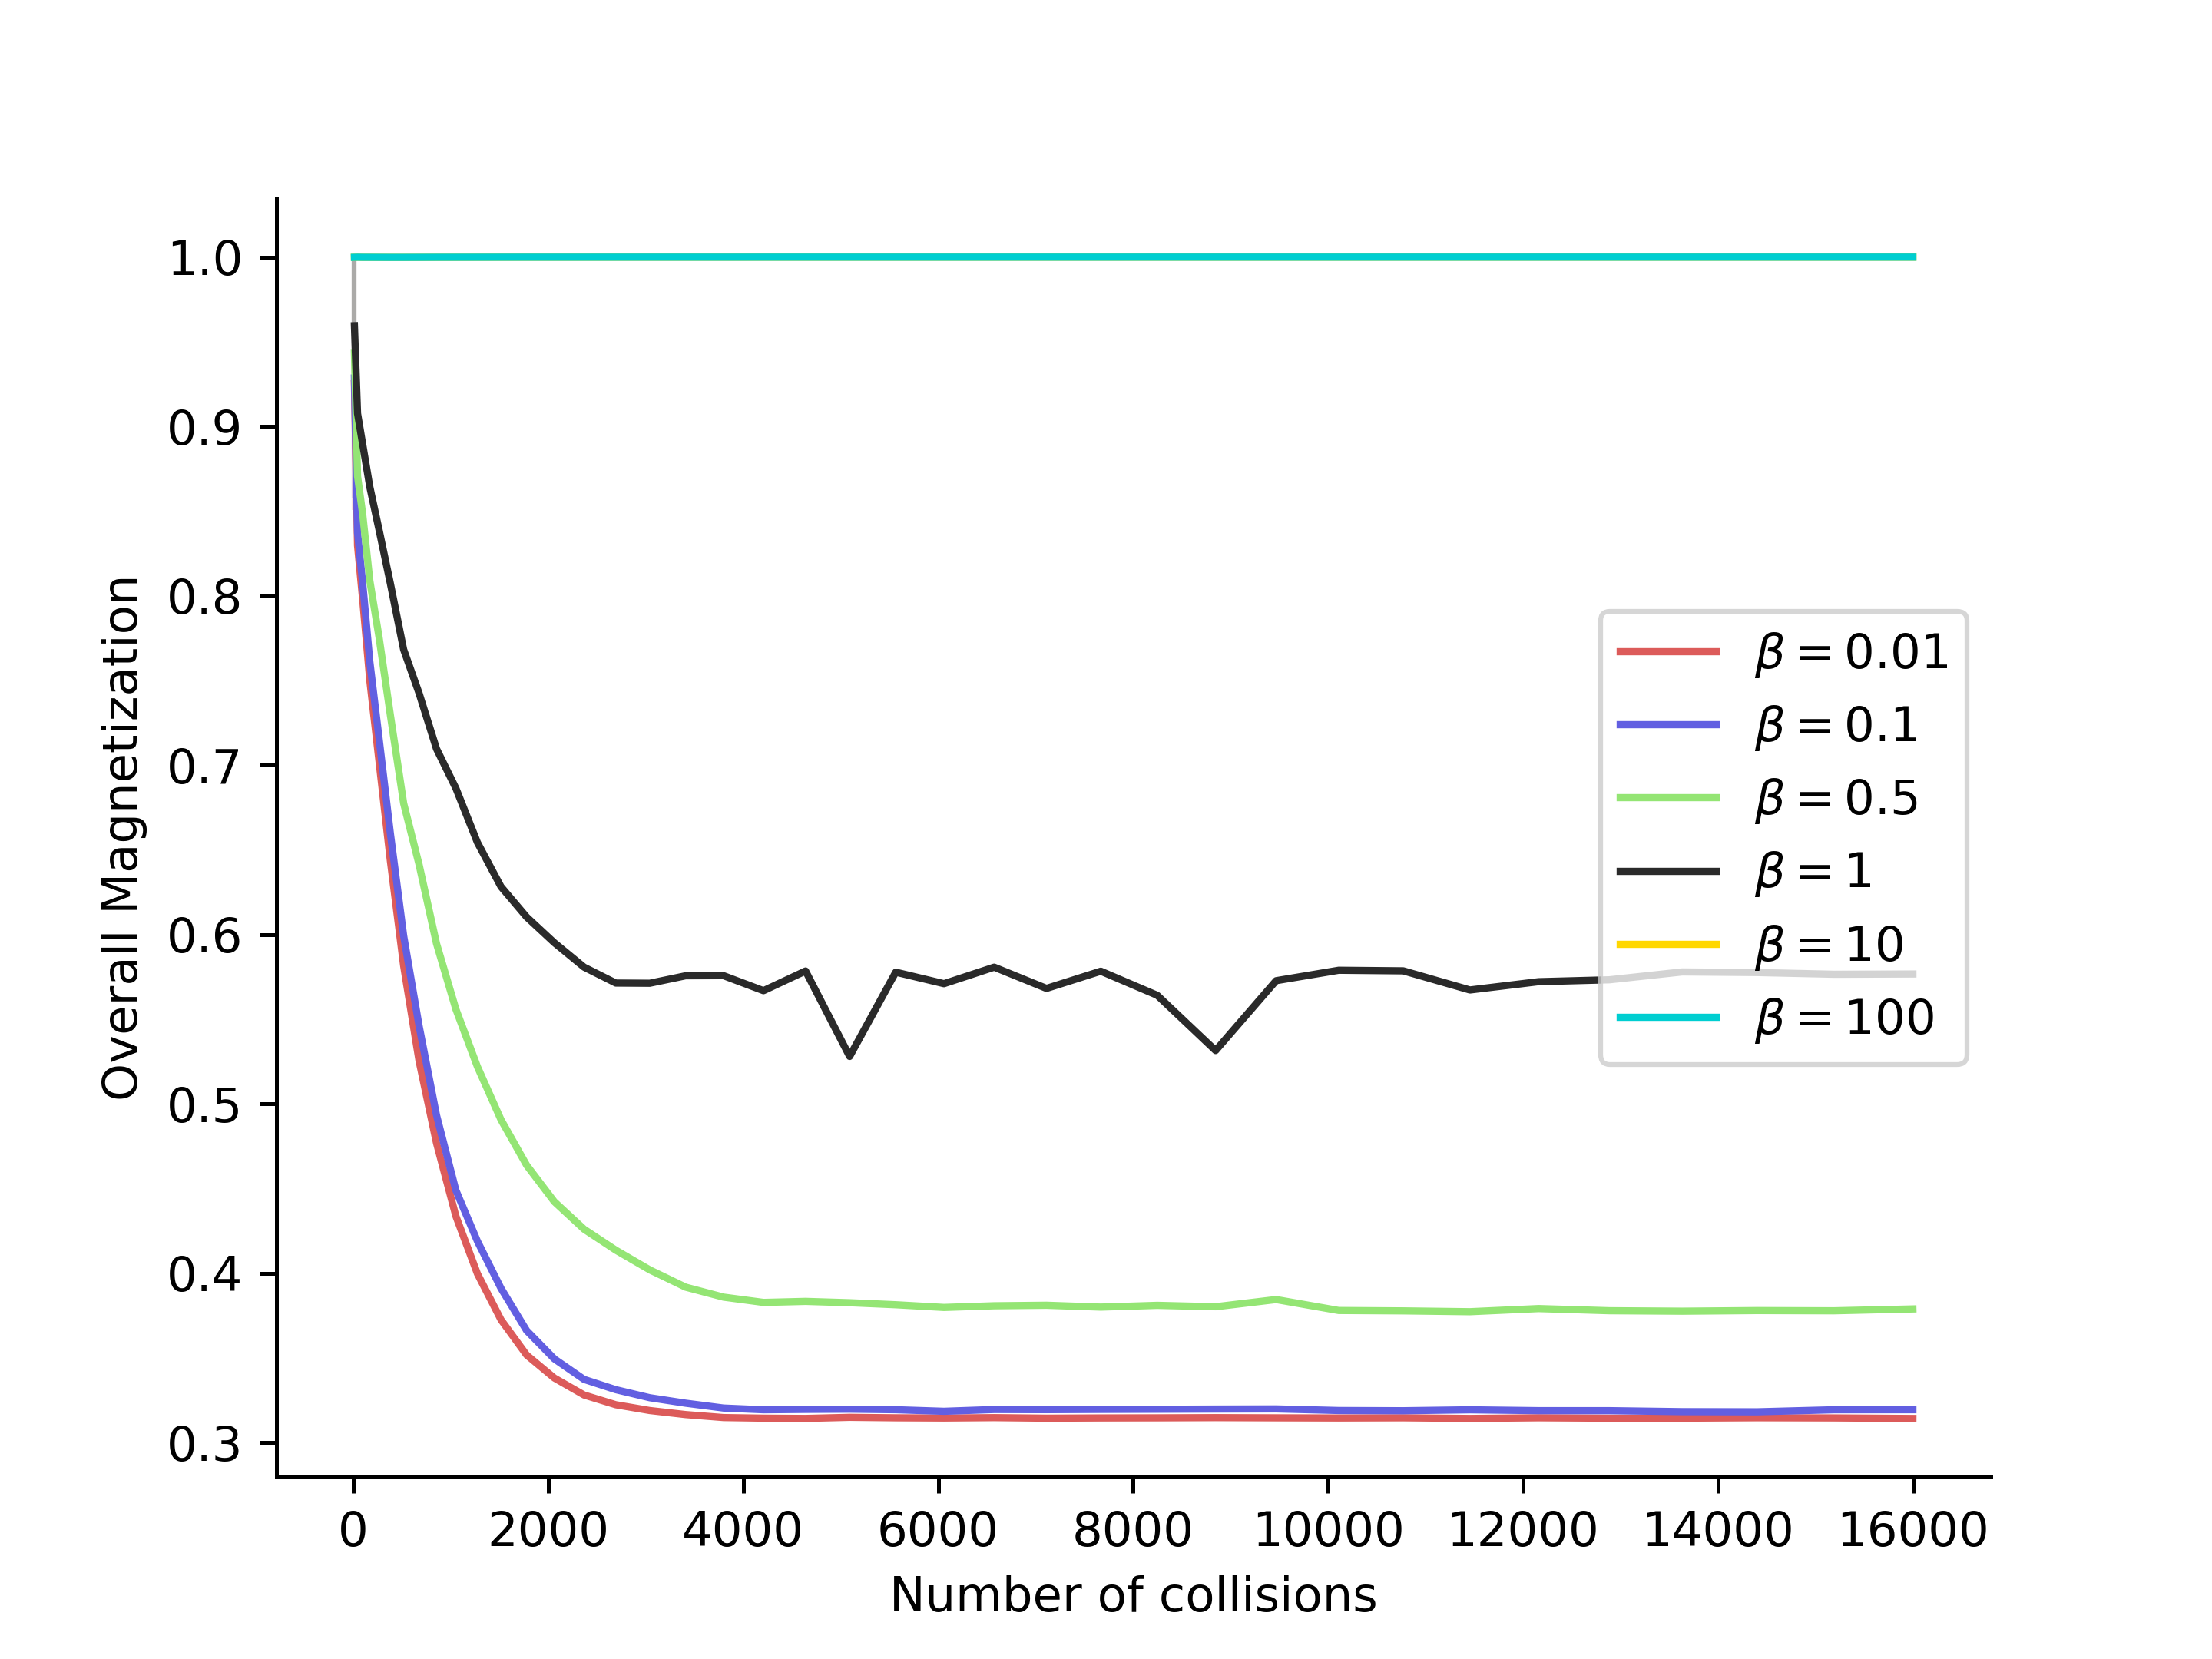 1.0
0.9
0.8
0.7
0.6
0.5
0.4
0.3
Overall Magnetization
β = 0.01
β = 0.1
β = 0.5
β = 1
β = 10
β = 100
0 2000 4000 6000 8000 10000 12000 14000 16000
Number of collisions